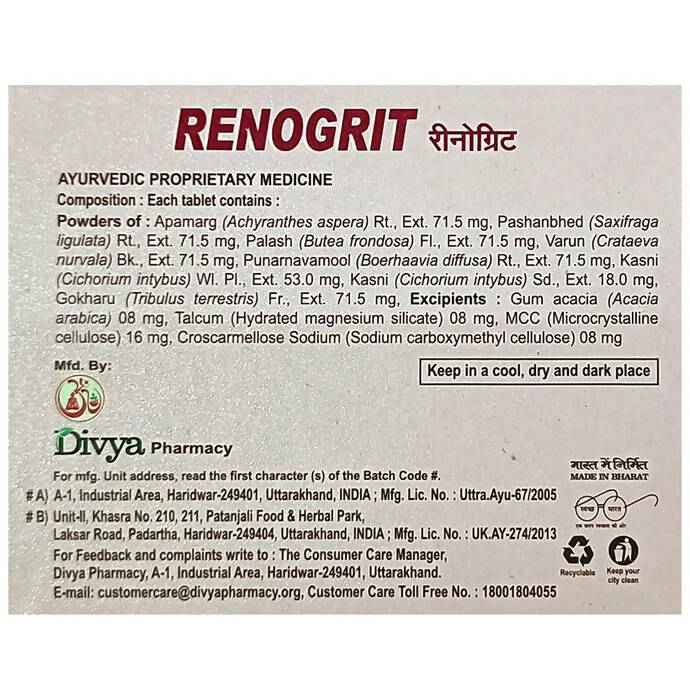 RENOGRIT रीनोग्रिट
AYURVEDIC PROPRIETARY MEDICINE
Composition : Each tablet contains :
Powders of : Apamarg (Achyranthes aspera) Rt., Ext. 71.5 mg, Pashanbhed (Saxifraga
ligulata) Rt., Ext. 71.5 mg, Palash (Butea frondosa) Fl., Ext. 71.5 mg, Varun (Crataeva
nurvala) Bk., Ext. 71.5 mg, Punarnavamool (Boerhaavia diffusa) Rt., Ext. 71.5 mg, Kasni
(Cichorium intybus) Wl. Pl., Ext. 53.0 mg, Kasni (Cichorium intybus) Sd., Ext. 18.0 mg,
Gokharu (Tribulus terrestris) Fr., Ext. 71.5 mg, Excipients : Gum acacia (Acacia
arabica) 08 mg, Talcum (Hydrated magnesium silicate) 08 mg, MCC (Microcrystalline
cellulose) 16 mg, Croscarmellose Sodium (Sodium carboxymethyl cellulose) 08 mg
Mfd. By:
Keep in a cool, dry and dark place
Divya Pharmacy
For mfg. Unit address, read the first character (s) of the Batch Code #.
# A) A-1, Industrial Area, Haridwar-249401, Uttarakhand, INDIA ; Mfg. Lic. No. : Uttra.Ayu-67/2005
# B) Unit-II, Khasra No. 210, 211, Patanjali Food & Herbal Park,
Laksar Road, Padartha, Haridwar-249404, Uttarakhand, INDIA ; Mfg. Lic. No. : UK.AY-274/2013
For Feedback and complaints write to : The Consumer Care Manager,
Divya Pharmacy, A-1, Industrial Area, Haridwar-249401, Uttarakhand.
E-mail: customercare@divyapharmacy.org, Customer Care Toll Free No. : 18001804055
भारत में निर्मित
MADE IN BHARAT
स्वच्छ भारत
एक कदम स्वच्छता की ओर
Recyclable
Keep your
city clean